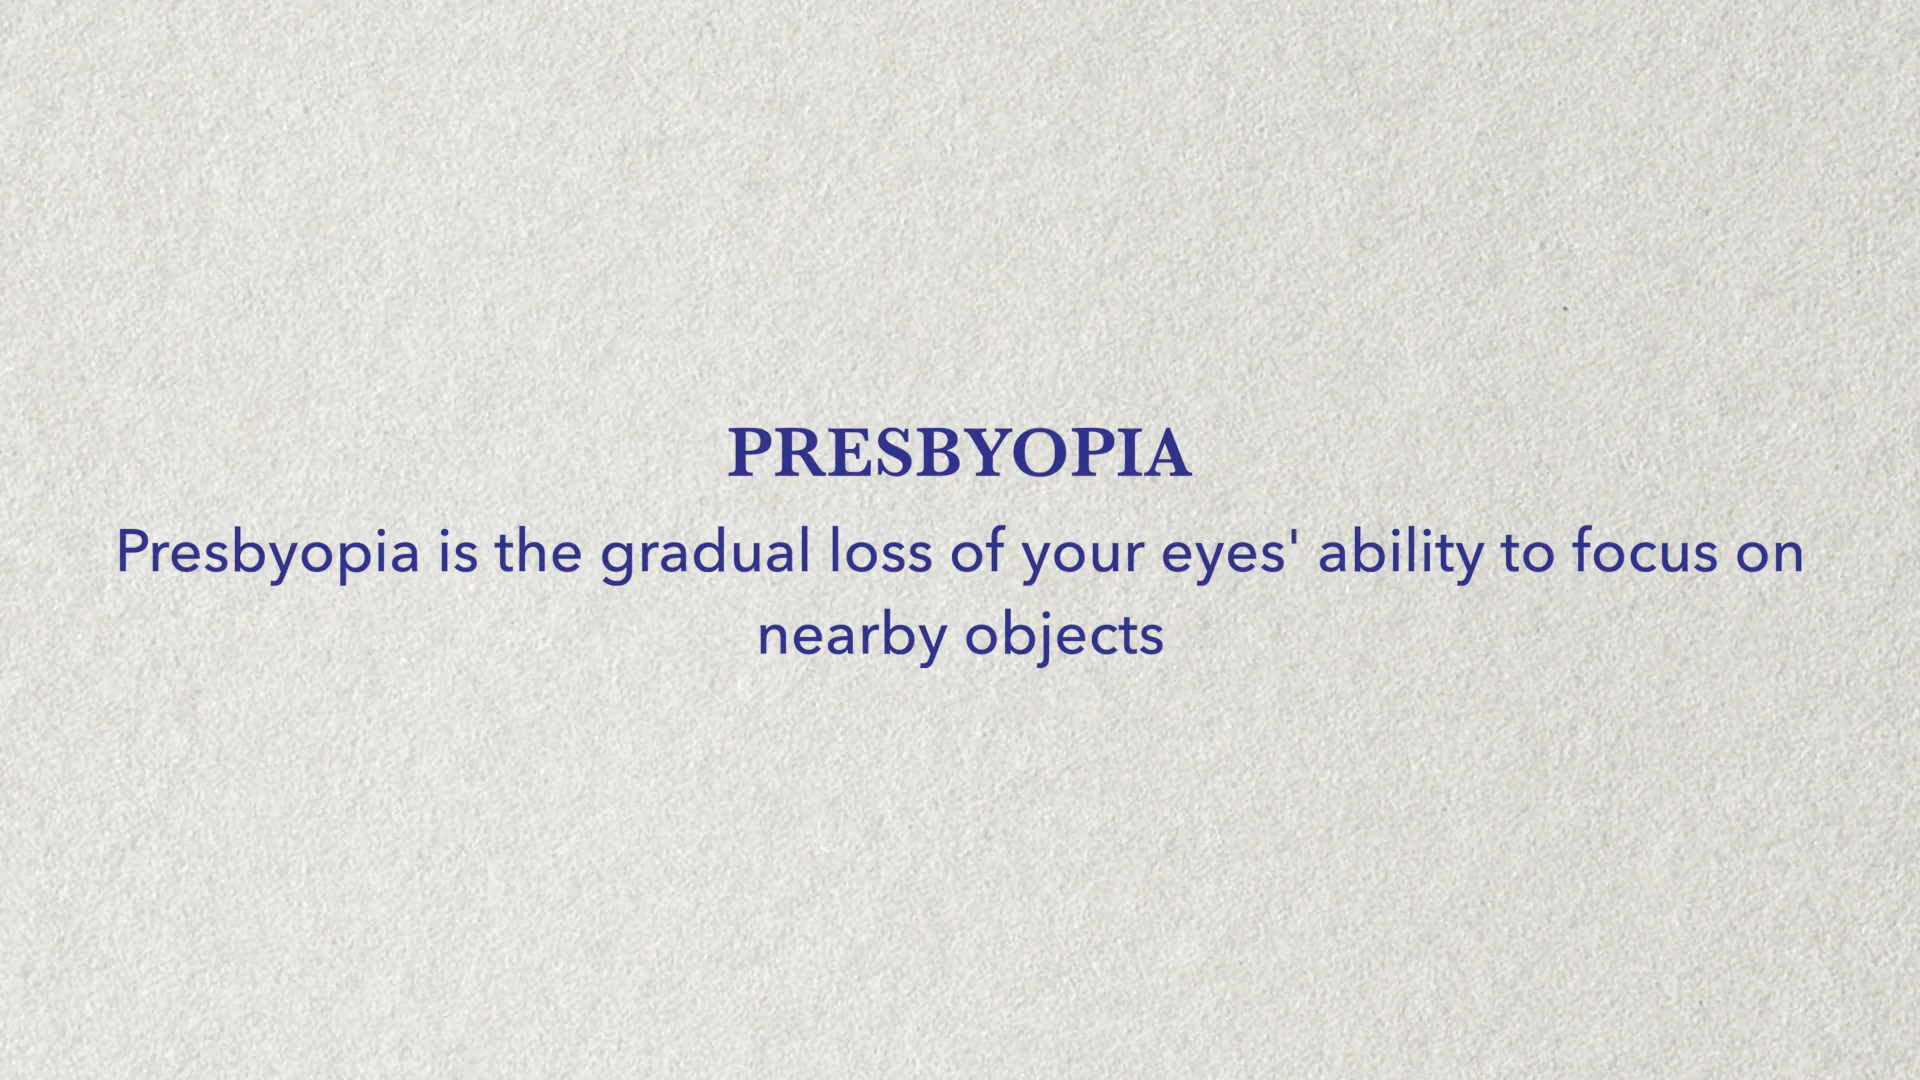 PRESBYOPIA
Presbyopia is the gradual loss of your eyes' ability to focus on
nearby objects